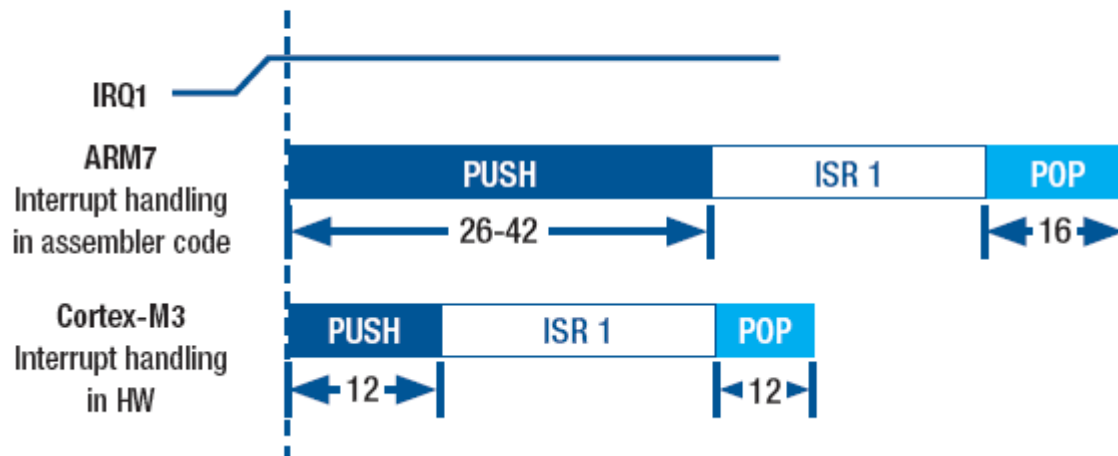 IRQ1
ARM7
Interrupt handling
in assembler code
PUSH
ISR 1
POP
26-42
16
Cortex-M3
Interrupt handling
in HW
PUSH
ISR 1
POP
12
12